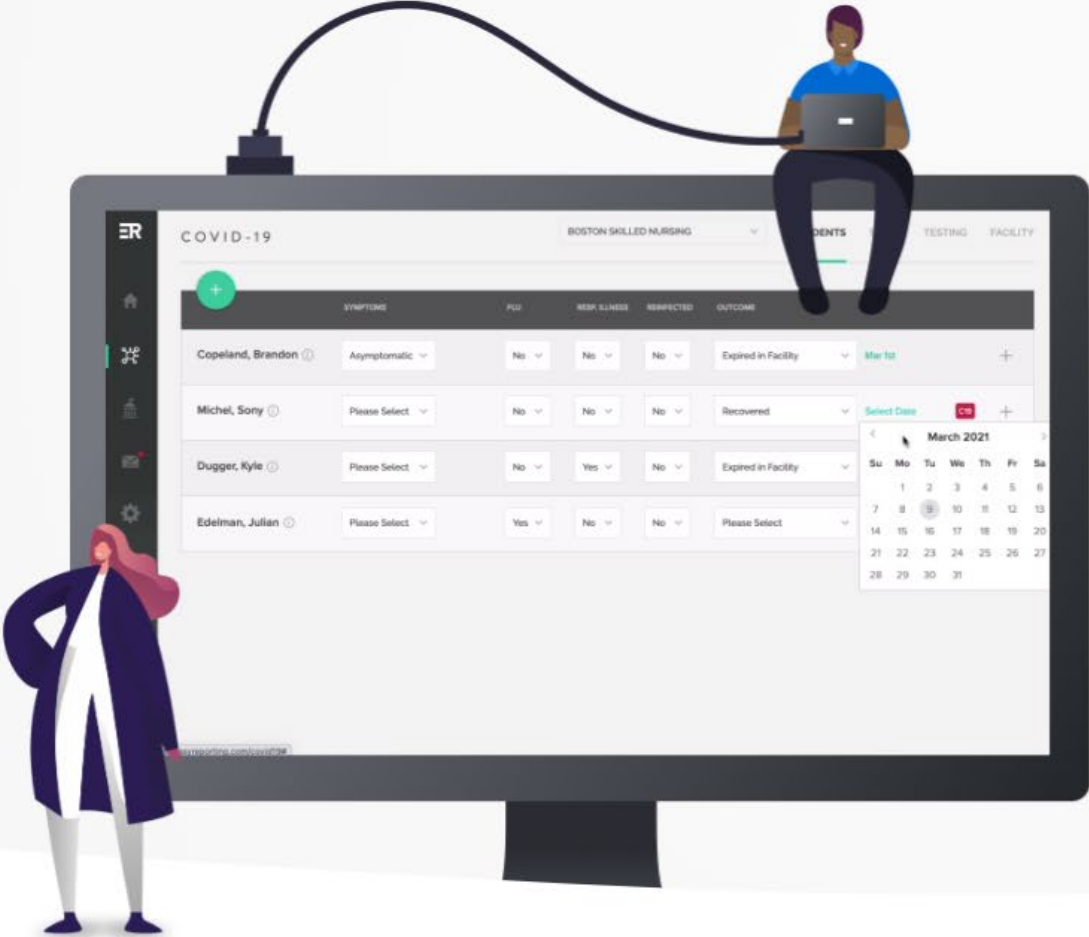 ER
COVID-19 BOSTON SKILLED NURSING DENTS TESTING FACILITY
+
SYMPTOMS FLU RESP. ILLNESS REINFECTED OUTCOME
Copeland, Brandon Asymptomatic No No No Expired in Facility Mar 1st +
Michel, Sony Please Select No No No Recovered Select Date C19 +
March 2021
Su Mo Tu We Th Fr Sa
1 2 3 4 5 6
7 8 9 10 11 12 13
14 15 16 17 18 19 20
21 22 23 24 25 26 27
28 29 30 31
Dugger, Kyle Please Select No Yes No Expired in Facility
Edelman, Julian Please Select Yes No No Please Select
syreporting.com/covid19#